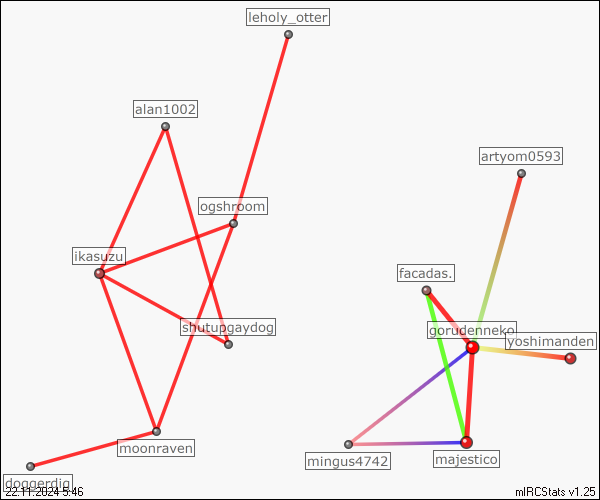 leholy_otter
alan1002
artyom0593
ogshroom
ikasuzu
facadas.
shutupgaydog
gorudenneko
yoshimanden
moonraven
majestico
mingus4742
doggerdig
22.11.2024 5:46
mIRCStats v1.25